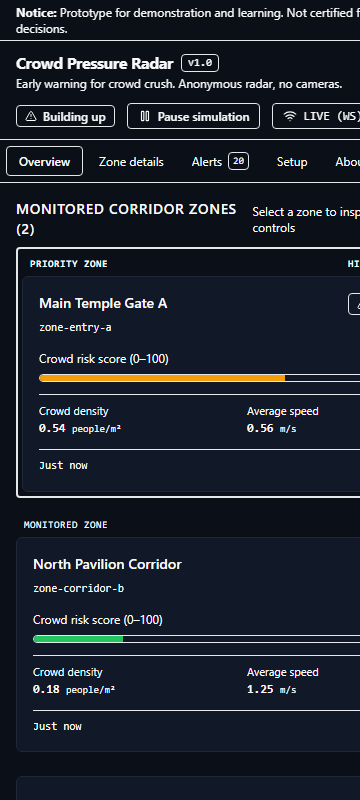 Notice: Prototype for demonstration and learning. Not certified f
decisions.
Crowd Pressure Radar v1.0
Early warning for crowd crush. Anonymous radar, no cameras.
Building up
Pause simulation
LIVE (WS)
Overview
Zone details
Alerts 20
Setup
Abou
MONITORED CORRIDOR ZONES
(2)
Select a zone to insp
controls
PRIORITY ZONE
HI
Main Temple Gate A
zone-entry-a
Crowd risk score (0–100)
Crowd density
0.54 people/m²
Average speed
0.56 m/s
Just now
MONITORED ZONE
North Pavilion Corridor
zone-corridor-b
Crowd risk score (0–100)
Crowd density
0.18 people/m²
Average speed
1.25 m/s
Just now